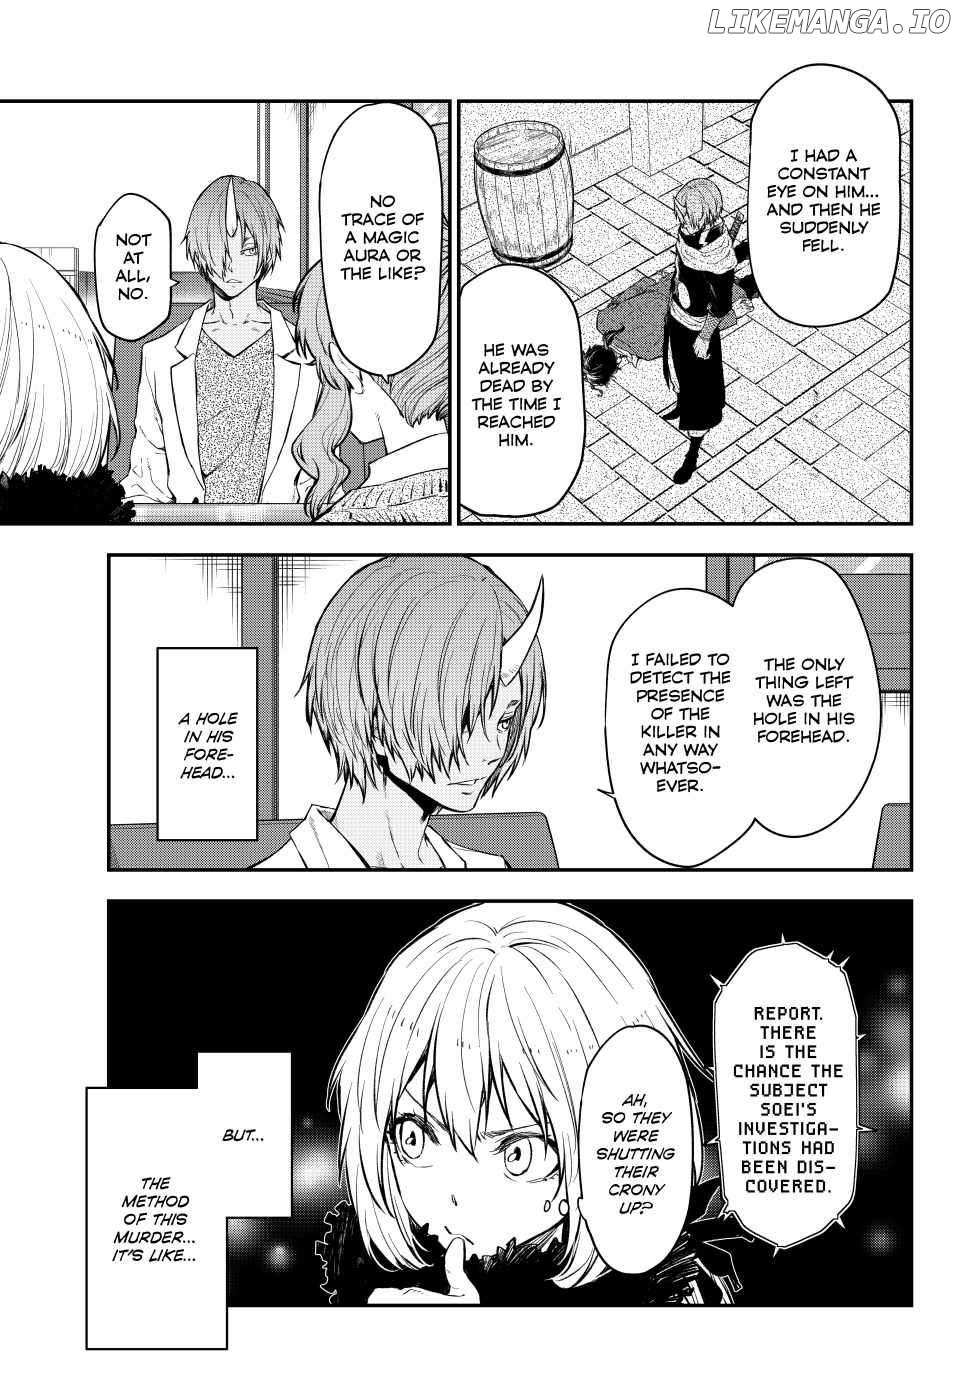 LIKEMANGA.IO
I HAD A
CONSTANT
EYE ON HIM...
AND THEN HE
SUDDENLY
FELL.
HE WAS
ALREADY
DEAD BY
THE TIME I
REACHED
HIM.
NO
TRACE OF
A MAGIC
AURA OR
THE LIKE?
NOT
AT
ALL,
NO.
THE ONLY
THING LEFT
WAS THE
HOLE IN HIS
FOREHEAD.
I FAILED TO
DETECT THE
PRESENCE
OF THE
KILLER IN
ANY WAY
WHATSO-
EVER.
A HOLE
IN HIS
FORE-
HEAD...
REPORT.
THERE
IS THE
CHANCE THE
SUBJECT
SOEI'S
INVESTIGA-
TIONS HAD
BEEN DIS-
COVERED.
AH,
SO THEY
WERE
SHUTTING
THEIR
CRONY
UP?
BUT...
THE
METHOD
OF THIS
MURDER...
IT'S LIKE...